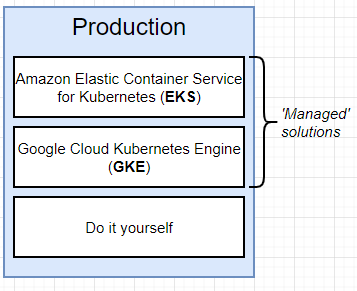 Production
Amazon Elastic Container Service
for Kubernetes (EKS)
Google Cloud Kubernetes Engine
(GKE)
'Managed'
solutions
Do it yourself